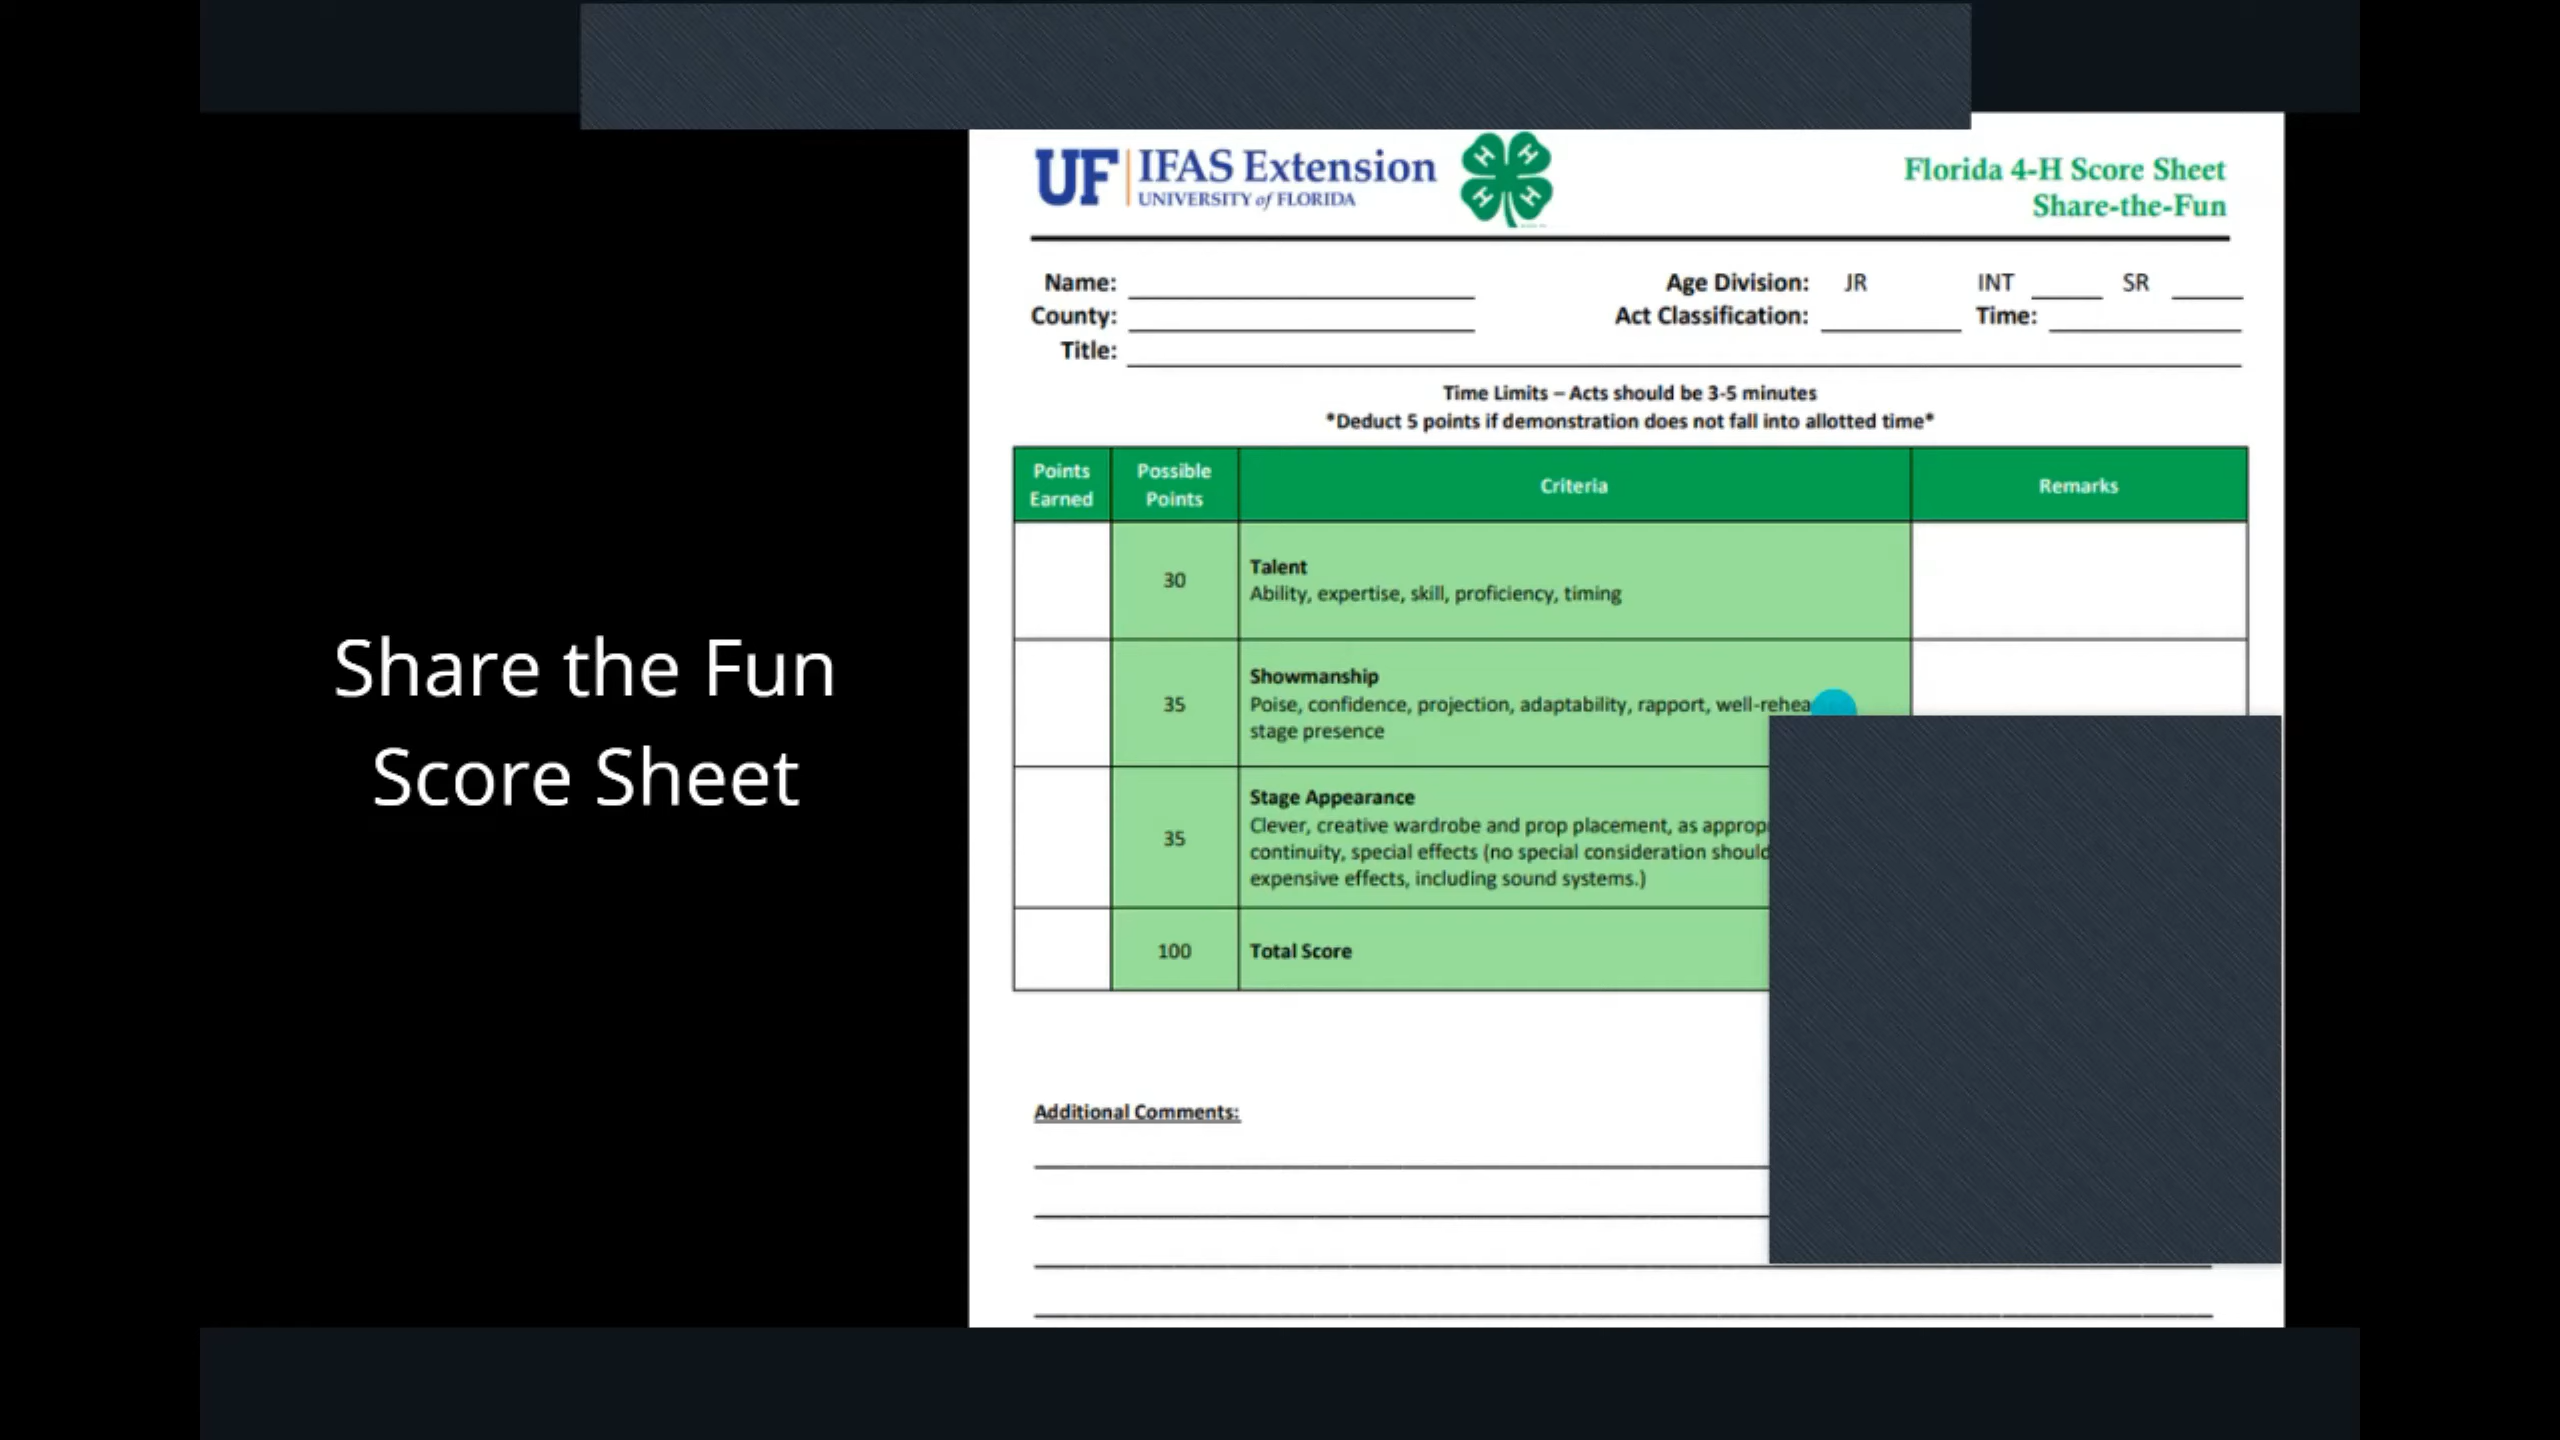 UF IFAS Extension
UNIVERSITY of FLORIDA
H H H H
Florida 4-H Score Sheet
Share-the-Fun
Name:
County:
Title:
Age Division: JR INT SR
Act Classification: Time:
Time Limits – Acts should be 3-5 minutes
*Deduct 5 points if demonstration does not fall into allotted time*
Points Earned
Possible Points
Criteria
Remarks
30
Talent
Ability, expertise, skill, proficiency, timing
35
Showmanship
Poise, confidence, projection, adaptability, rapport,
stage presence
35
Stage Appearance
Clever, creative wardrobe and prop placement, as
continuity, special effects (no special consideration should
expensive effects, including sound systems.)
100
Total Score
Additional Comments:
Share the Fun
Score Sheet